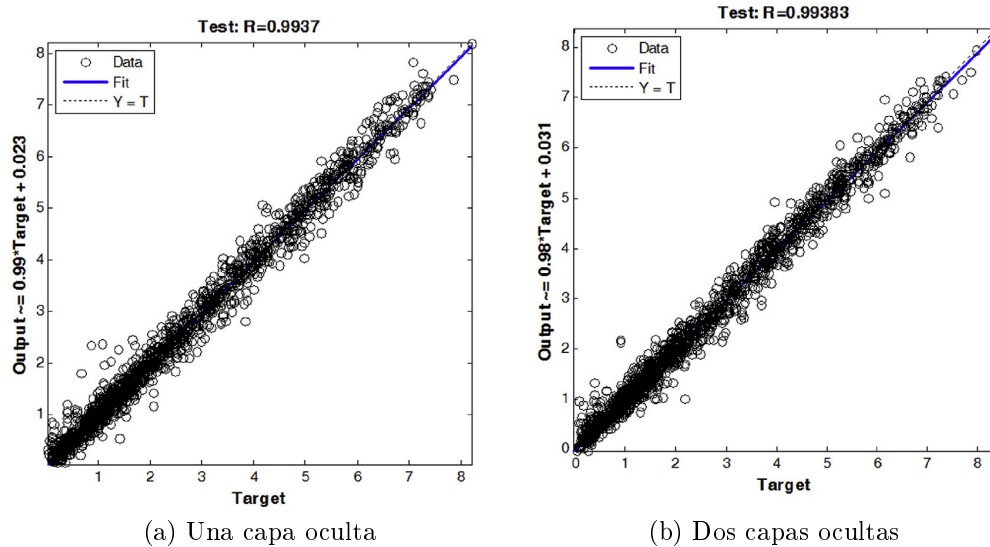 Test: R=0.9937
Data
Fit
Y = T
Output ~= 0.99*Target + 0.023
8
7
6
5
4
3
2
1
1 2 3 4 5 6 7 8
Target
(a) Una capa oculta
Test: R=0.99383
Data
Fit
Y = T
Output ~= 0.98*Target + 0.031
8
7
6
5
4
3
2
1
0
0 1 2 3 4 5 6 7 8
Target
(b) Dos capas ocultas